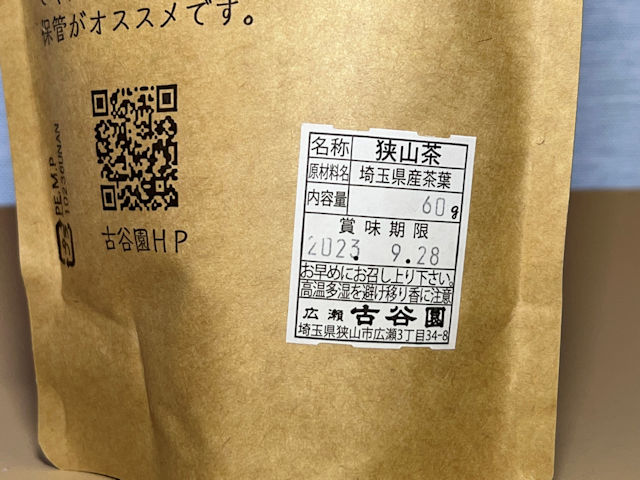 保管がオススメです。
PE.M.P
古谷園HP
名称 狭山茶
原材料名 埼玉県産茶葉
内容量 60g
賞味期限
2023. 9.28
お早めにお召し上り下さい。
高温多湿を避け移り香に注意
広瀬 古谷園
埼玉県狭山市広瀬3丁目34-8